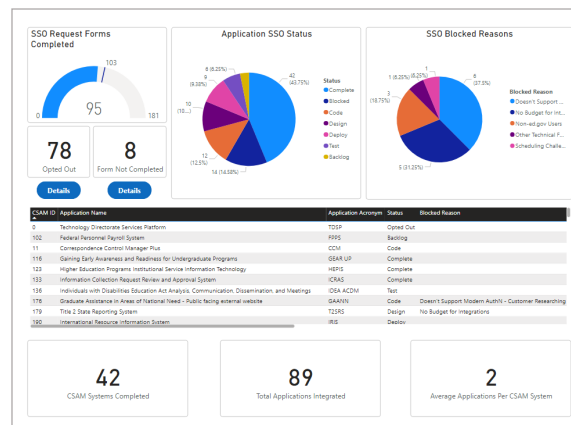 SSO Request Forms
Completed
103
0
95
181
78
Opted Out
8
Form Not Completed
Details
Details
Application SSO Status
6 (6.25%)
9
(9.38%)
10
(10....)
12
(12.5%)
14 (14.58%)
42
(43.75%)
Status
Complete
Blocked
Code
Design
Deploy
Test
Backlog
SSO Blocked Reasons
1
1 (6.25%)
(6.25%)
3
(18.75%)
5 (31.25%)
6
(37.5%)
Blocked Reason
Doesn't Support ...
No Budget for Int...
Non-ed.gov Users
Other Technical F...
Scheduling Challe...
CSAM ID Application Name Application Acronym Status Blocked Reason
0 Technology Directorate Services Platform TDSP Opted Out
102 Federal Personnel Payroll System FPPS Backlog
11 Correspondence Control Manager Plus CCM Code
116 Gaining Early Awareness and Readiness for Undergraduate Programs GEAR UP Complete
123 Higher Education Programs Institutional Service Information Technology HEPIS Complete
133 Information Collection Request Review and Approval System ICRAS Complete
136 Individuals with Disabilities Education Act Analysis, Communication, Dissemination, and Meetings IDEA ACDM Test
176 Graduate Assistance in Areas of National Need - Public facing external website GAANN Code Doesn't Support Modern AuthN - Customer Researching
179 Title 2 State Reporting System T2SRS Design No Budget for Integrations
190 International Resource Information System IRIS Deploy
42
CSAM Systems Completed
89
Total Applications Integrated
2
Average Applications Per CSAM System